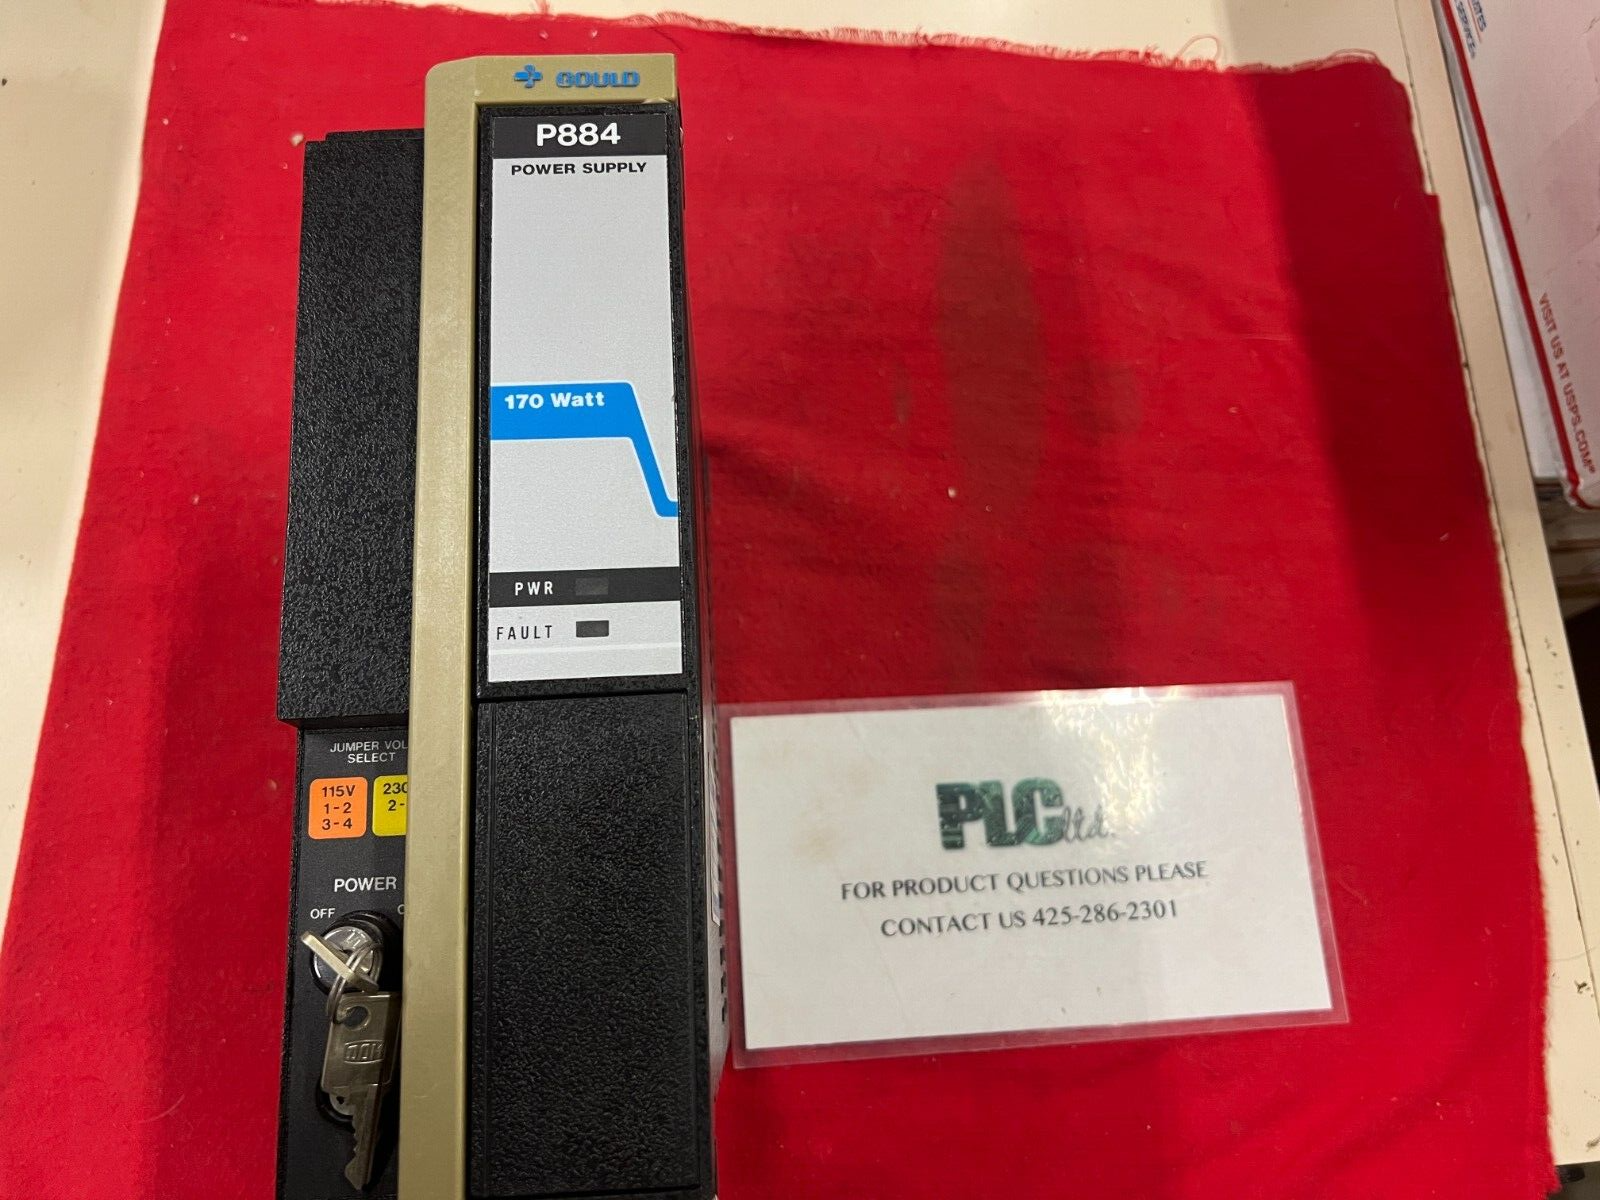 GOULD
P884
POWER SUPPLY
170 Watt
PWR
FAULT
JUMPER VOL
SELECT
115V
1-2
3-4
230
2-
POWER
OFF
PLC ltd.
FOR PRODUCT QUESTIONS PLEASE
CONTACT US 425-286-2301
VISIT US AT USPS.COM®